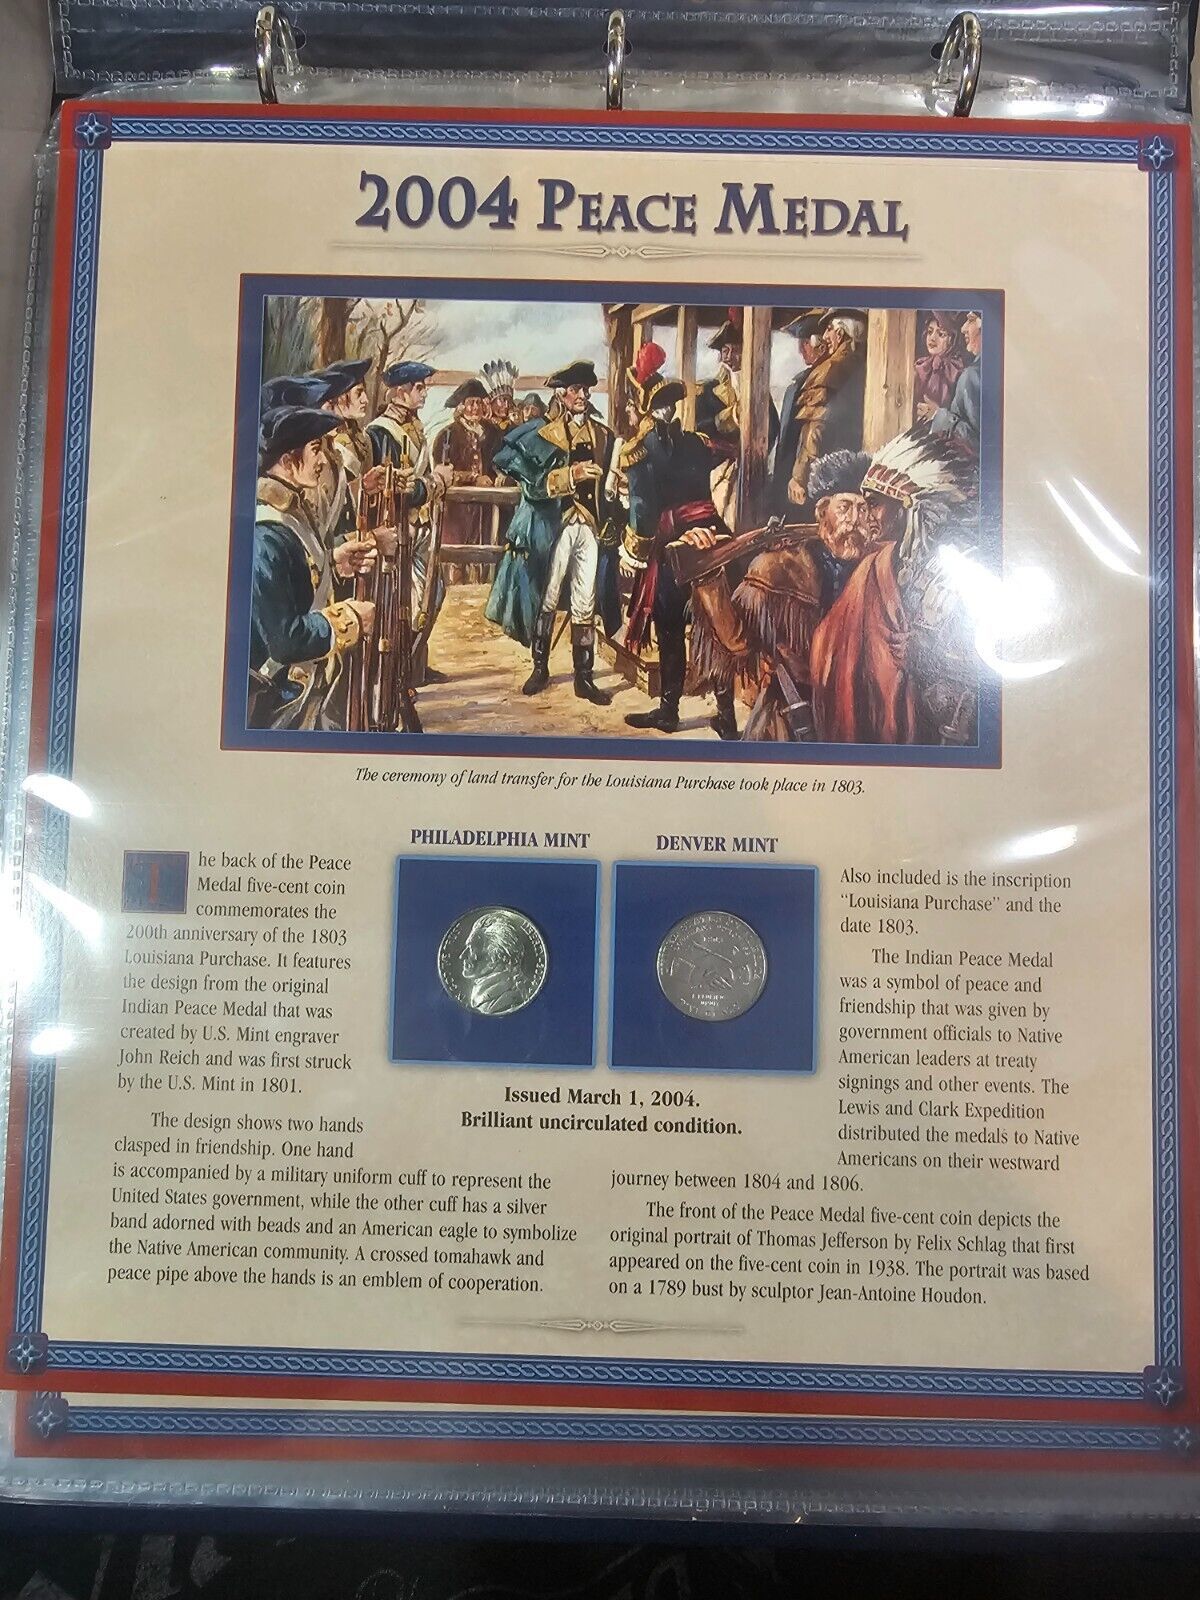 2004 PEACE MEDAL
The ceremony of land transfer for the Louisiana Purchase took place in 1803.
PHILADELPHIA MINT
DENVER MINT
The back of the Peace
Medal five-cent coin
commemorates the
200th anniversary of the 1803
Louisiana Purchase. It features
the design from the original
Indian Peace Medal that was
created by U.S. Mint engraver
John Reich and was first struck
by the U.S. Mint in 1801.
The design shows two hands
clasped in friendship. One hand
is accompanied by a military uniform cuff to represent the
United States government, while the other cuff has a silver
band adorned with beads and an American eagle to symbolize
the Native American community. A crossed tomahawk and
peace pipe above the hands is an emblem of cooperation.
Issued March 1, 2004.
Brilliant uncirculated condition.
Also included is the inscription
"Louisiana Purchase" and the
date 1803.
The Indian Peace Medal
was a symbol of peace and
friendship that was given by
government officials to Native
American leaders at treaty
signings and other events. The
Lewis and Clark Expedition
distributed the medals to Native
Americans on their westward
journey between 1804 and 1806.
The front of the Peace Medal five-cent coin depicts the
original portrait of Thomas Jefferson by Felix Schlag that first
appeared on the five-cent coin in 1938. The portrait was based
on a 1789 bust by sculptor Jean-Antoine Houdon.